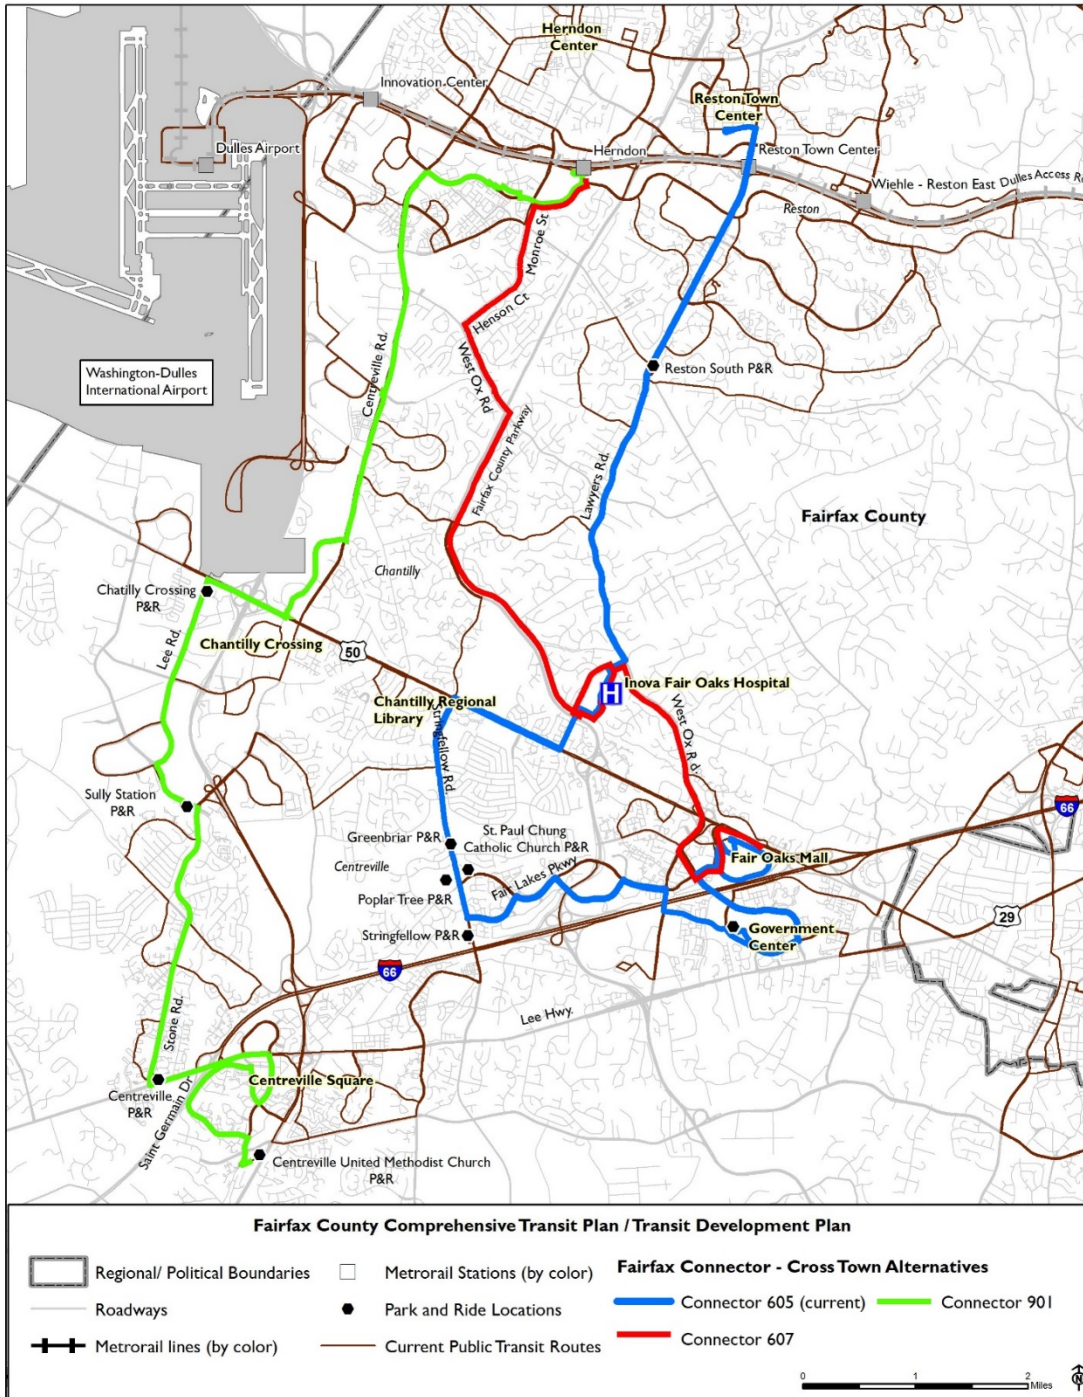 Herndon
Center
Innovation Center
Reston Town
Center
Dulles Airport
Herndon
Reston Town Center
Wiehle - Reston East
Dulles Access Ro
Reston
Monroe St
Henson Ct
Centreville Rd.
West Ox Rd
Reston South P&R
Washington-Dulles
International Airport
Fairfax County Parkway
Lawyers Rd.
Fairfax County
Chantilly
Chatilly Crossing
P&R
Lee Rd.
Chantilly Crossing
50
Inova Fair Oaks Hospital
H
Chantilly Regional
Library
Stringfellow Rd.
West Ox Rd.
Sully Station
P&R
66
Greenbriar P&R
St. Paul Chung
Catholic Church P&R
Fair Oaks Mall
Centreville
Fair Lakes Pkwy
Poplar Tree P&R
29
Stringfellow P&R
Government
Center
66
Lee Hwy.
Stone Rd.
Centreville Square
Centreville
P&R
Saint Germain Dr
Centreville United Methodist Church
P&R
Fairfax County Comprehensive Transit Plan / Transit Development Plan
Regional/ Political Boundaries
Metrorail Stations (by color)
Fairfax Connector - Cross Town Alternatives
Roadways
Park and Ride Locations
Connector 605 (current)
Connector 901
Metrorail lines (by color)
Current Public Transit Routes
Connector 607
0 1 2
Miles
N